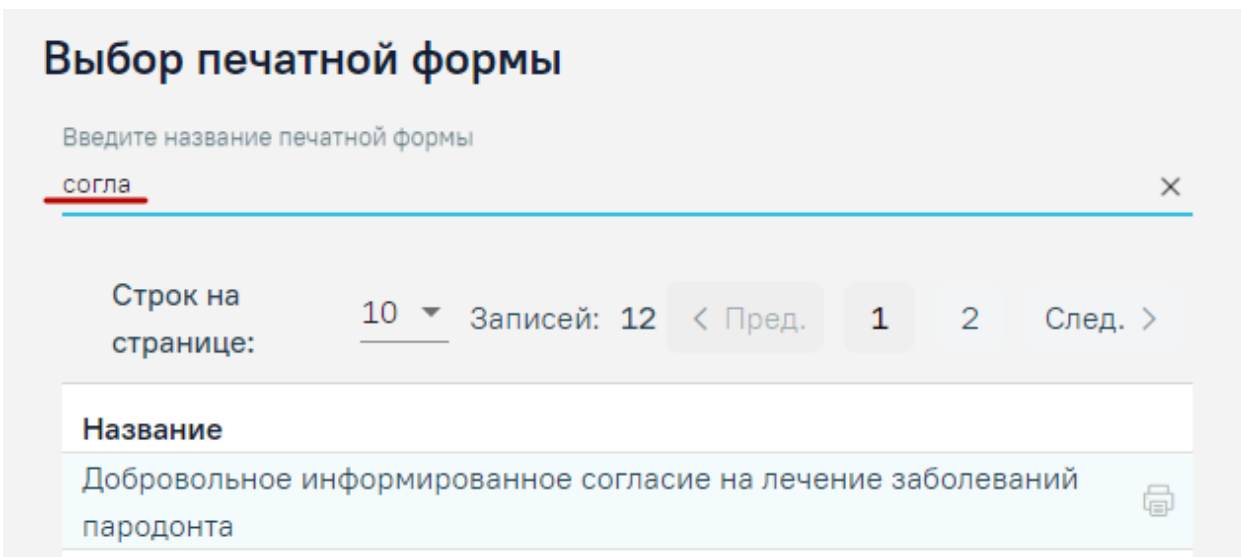 Выбор печатной формы
Введите название печатной формы
согла
Строк на
странице:
10 Записей: 12 Пред. 1 2 След.
Название
Добровольное информированное согласие на лечение заболеваний
пародонта